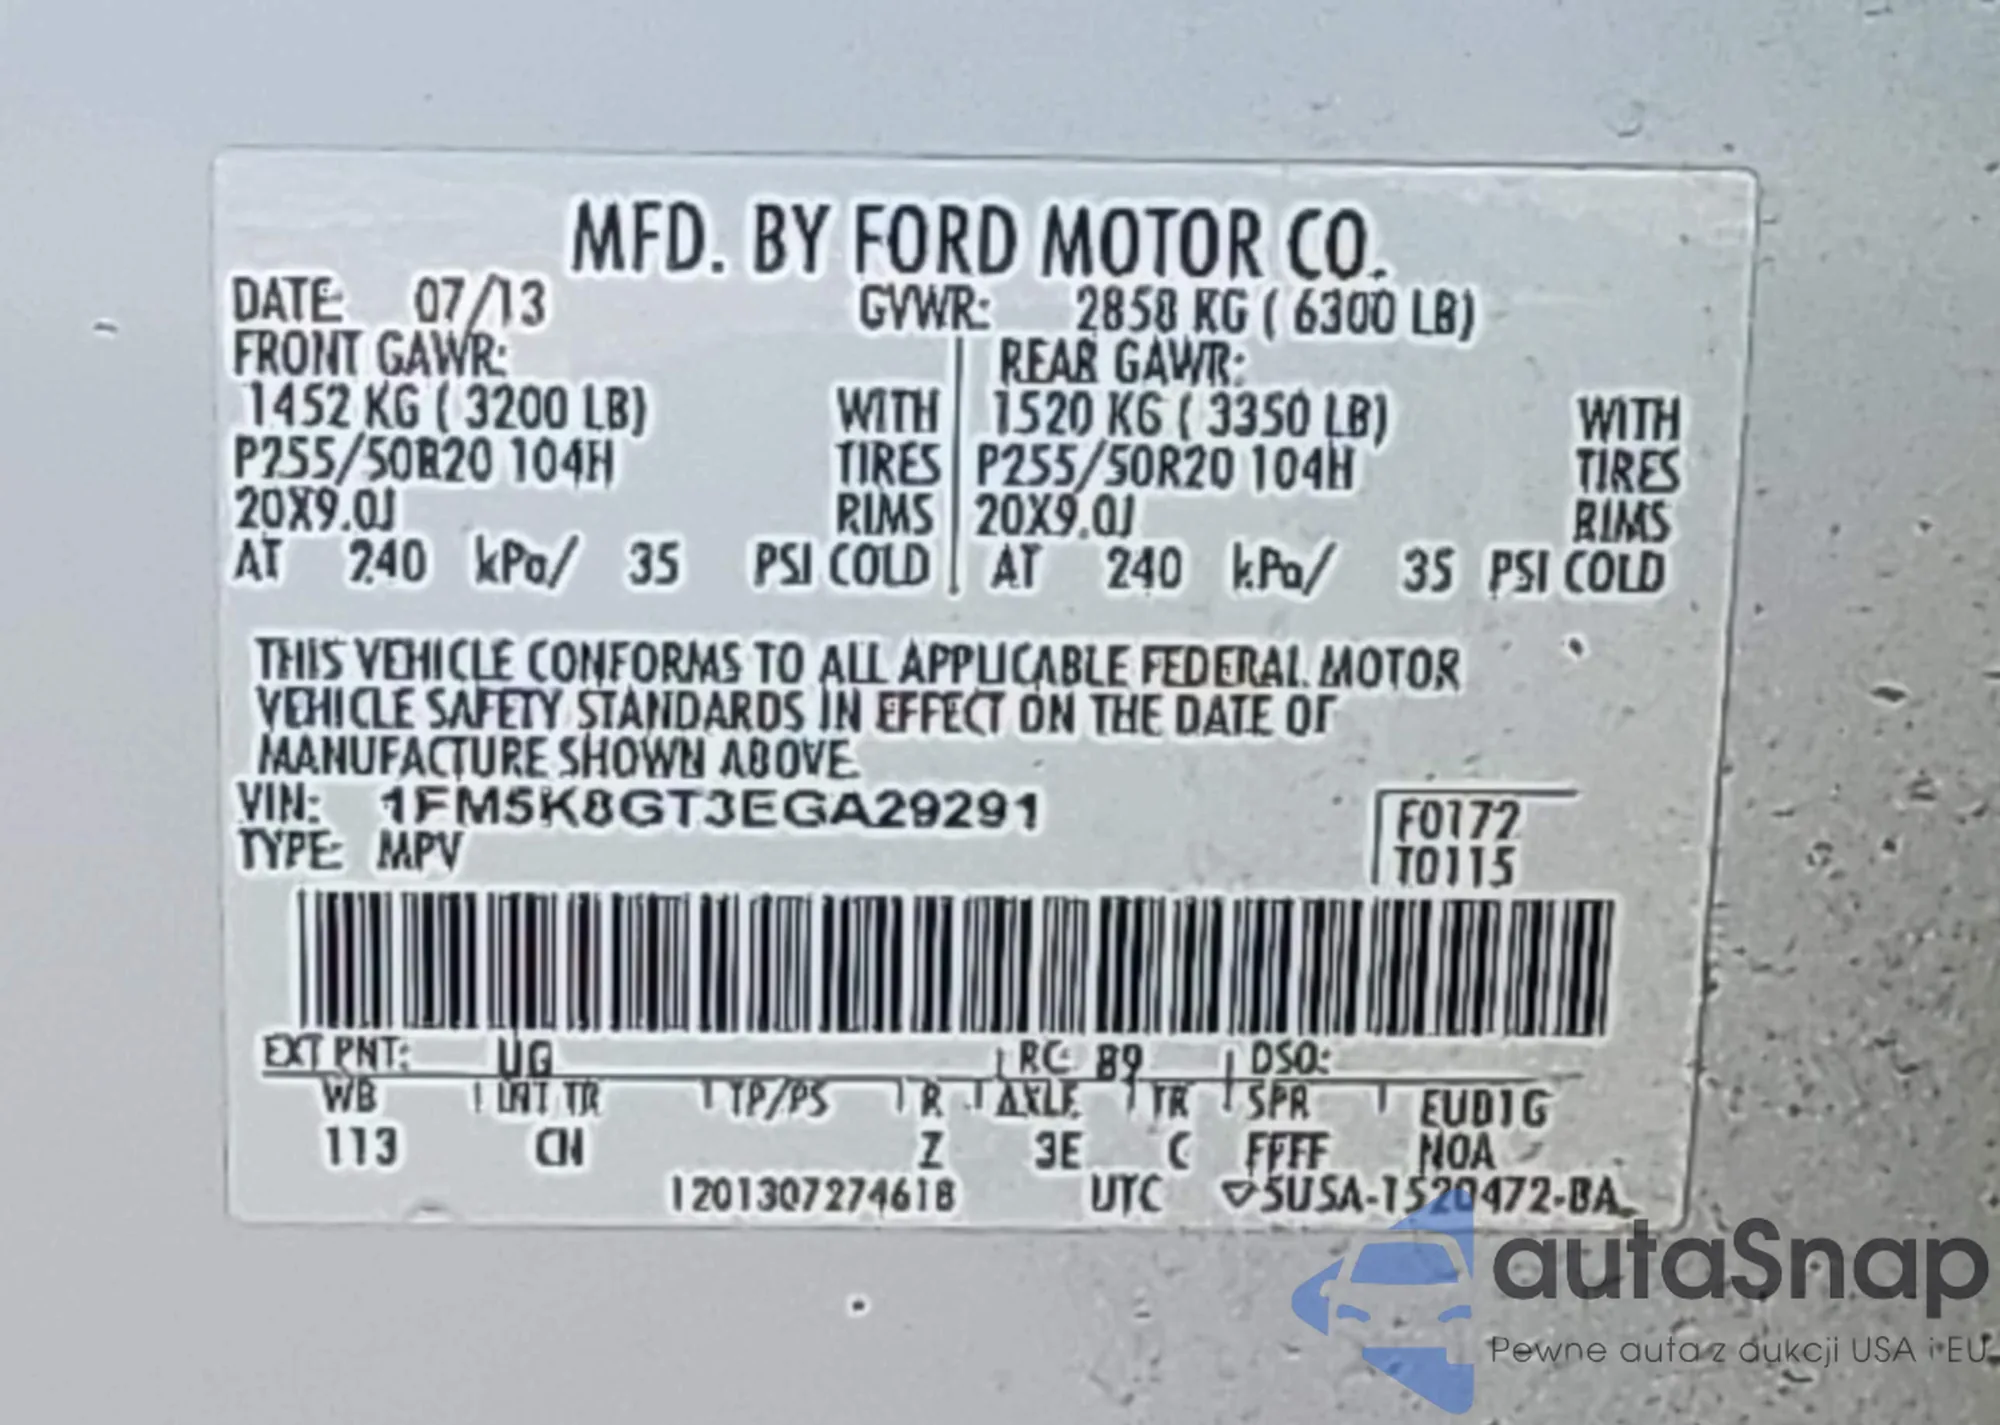 MFD. BY FORD MOTOR CO.
DATE: 07/13 GVWR: 2858 KG ( 6300 LB)
FRONT GAWR: REAR GAWR:
1452 KG ( 3200 LB) WITH 1520 KG ( 3350 LB) WITH
P255/50R20 104H TIRES P255/50R20 104H TIRES
20X9.0J RIMS 20X9.0J RIMS
AT 240 kPa/ 35 PSI COLD AT 240 kPa/ 35 PSI COLD
THIS VEHICLE CONFORMS TO ALL APPLICABLE FEDERAL MOTOR
VEHICLE SAFETY STANDARDS IN EFFECT ON THE DATE OF
MANUFACTURE SHOWN ABOVE.
VIN: 1FM5K8GT3EGA29291
F0172
TYPE: MPV
T0115
EXT PNT: UG RC: 89 DSO:
WB INT TR TP/PS R AXLE TR SPR EUD1G
113 CN Z 3E C FFFF NOA
1201307274618 UTC ▽5USA-1520472-BA
autaSnap
Pewne auta z aukcji USA i EU